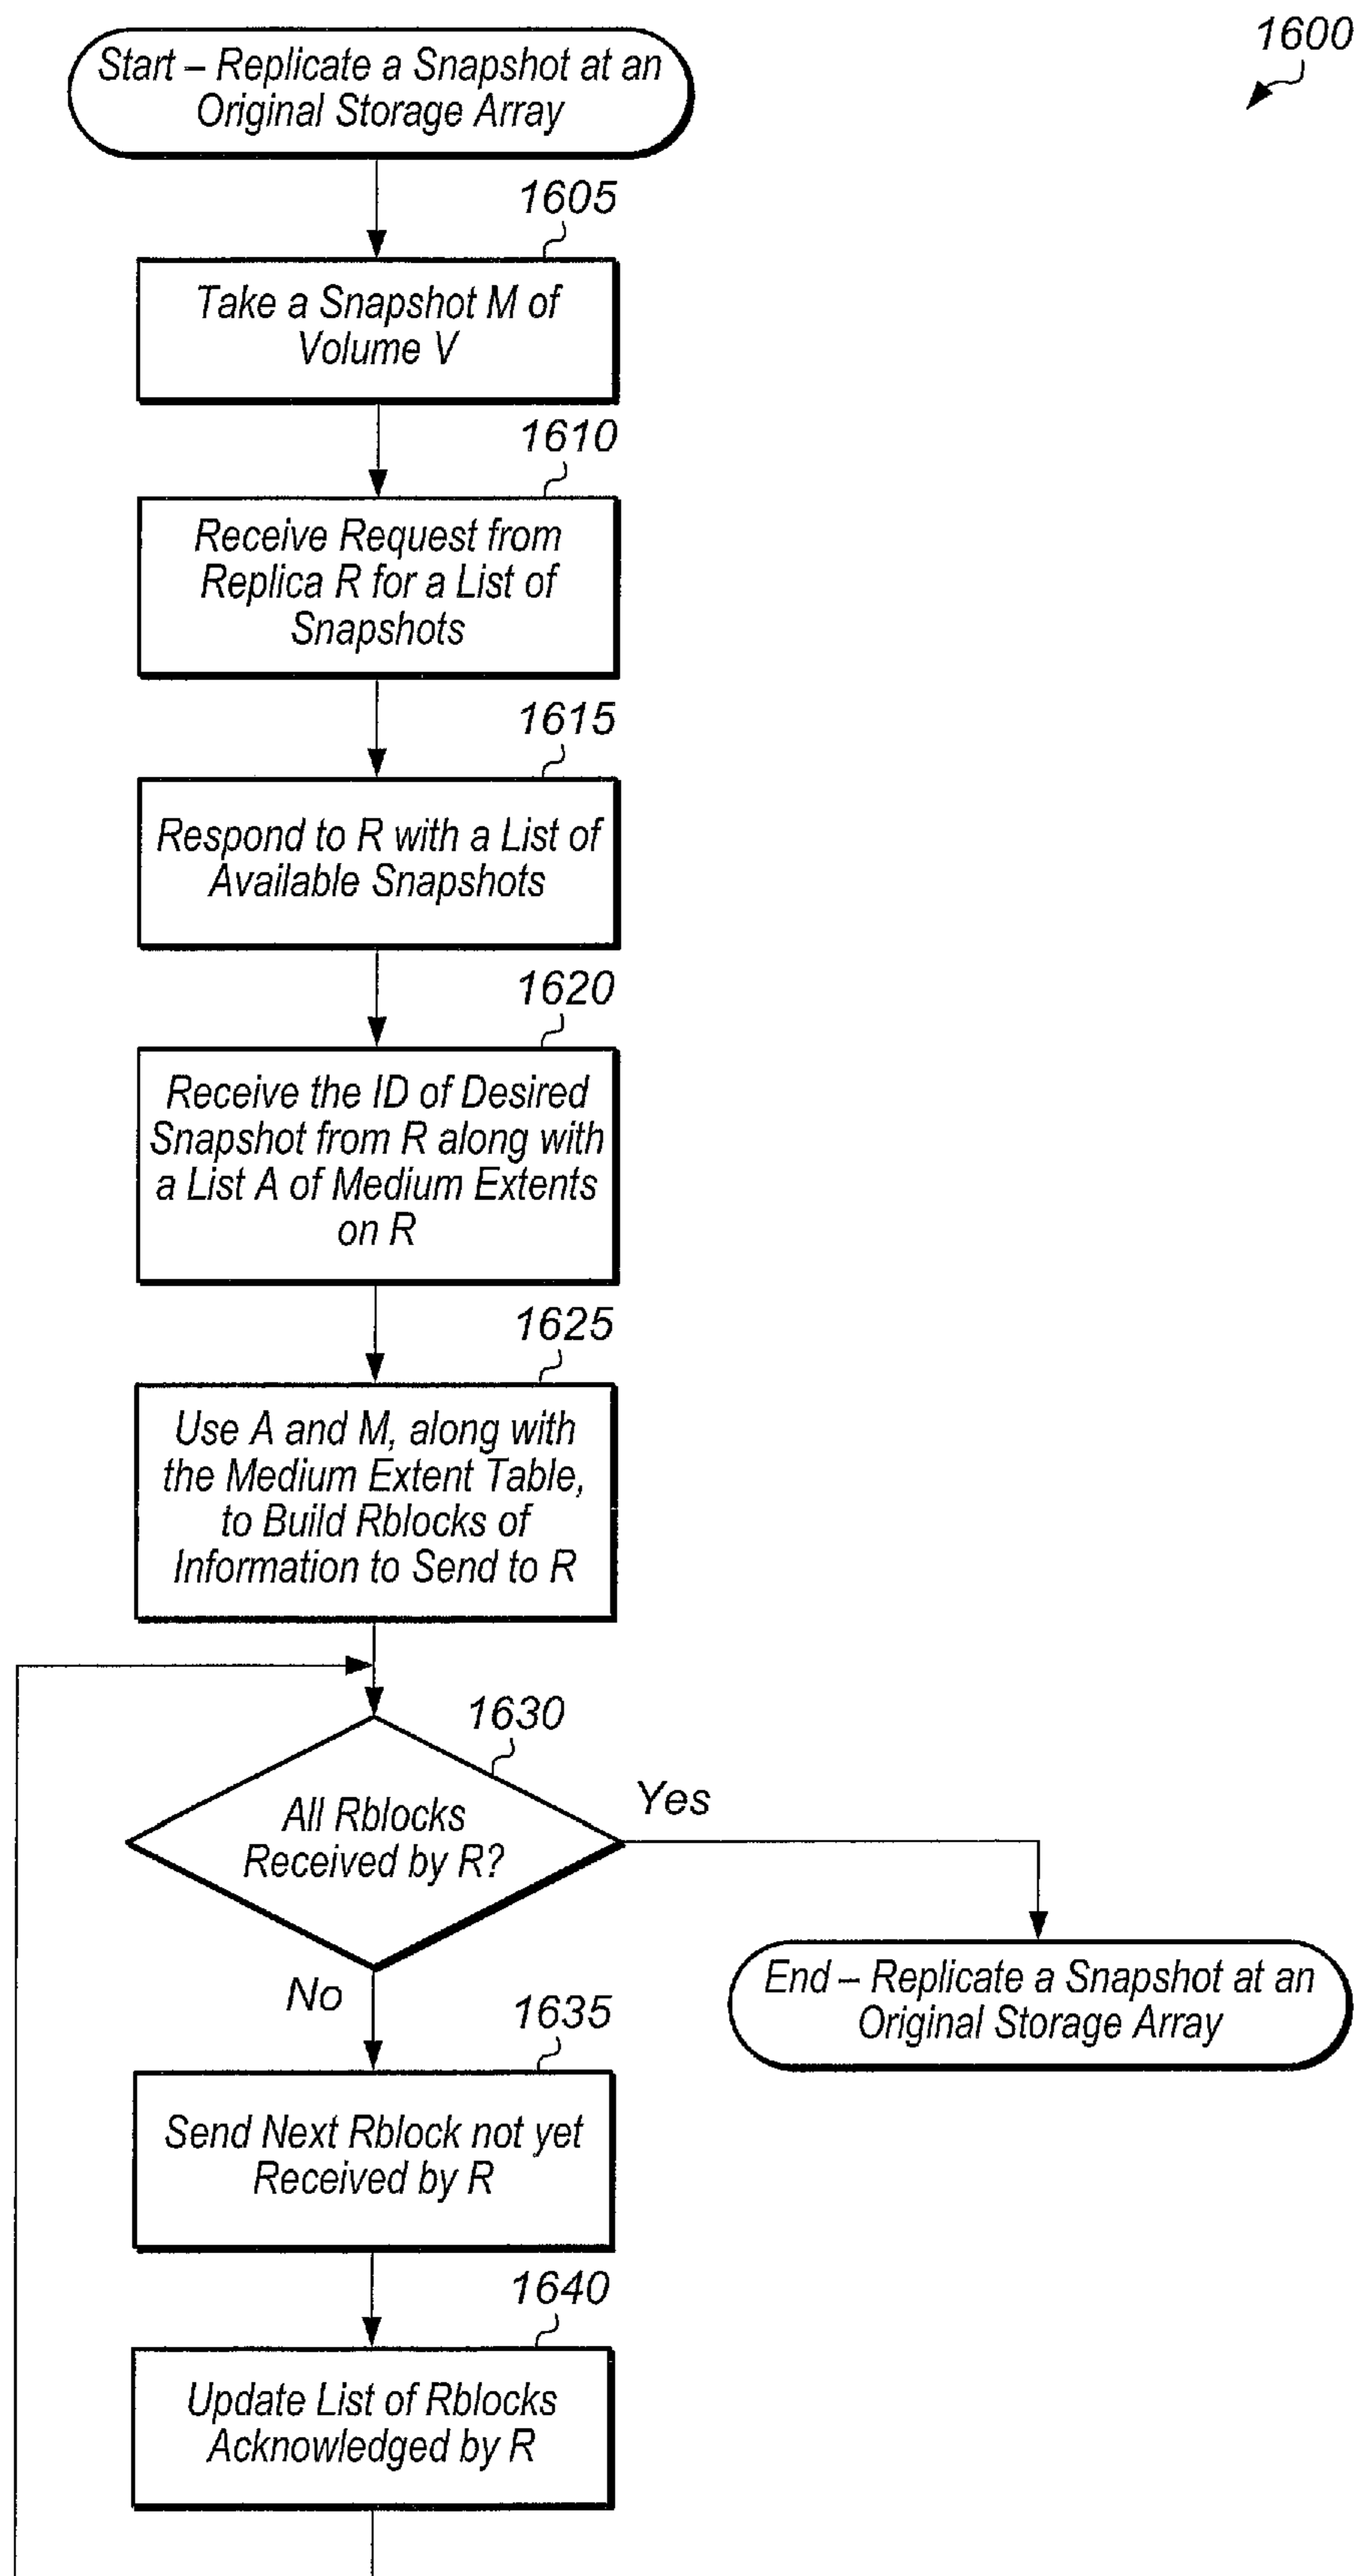 1600
Start – Replicate a Snapshot at an
Original Storage Array
1605
Take a Snapshot M of
Volume V
1610
Receive Request from
Replica R for a List of
Snapshots
1615
Respond to R with a List of
Available Snapshots
1620
Receive the ID of Desired
Snapshot from R along with
a List A of Medium Extents
on R
1625
Use A and M, along with
the Medium Extent Table,
to Build Rblocks of
Information to Send to R
1630
All Rblocks
Received by R?
Yes
End – Replicate a Snapshot at an
Original Storage Array
No
1635
Send Next Rblock not yet
Received by R
1640
Update List of Rblocks
Acknowledged by R